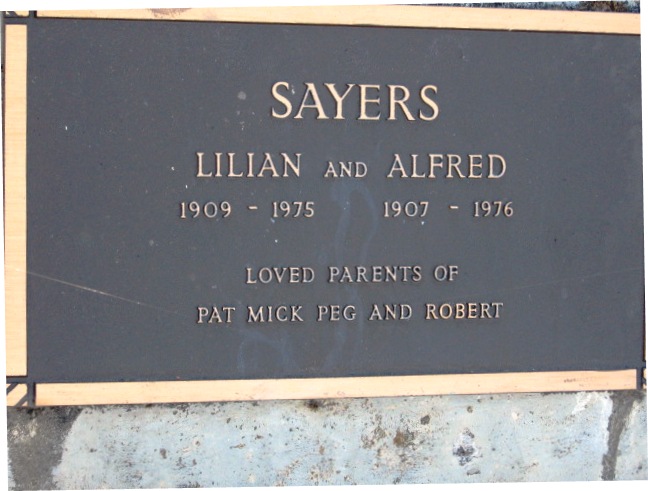 SAYERS
LILIAN AND ALFRED
1909 - 1975 1907 - 1976
LOVED PARENTS OF
PAT MICK PEG AND ROBERT